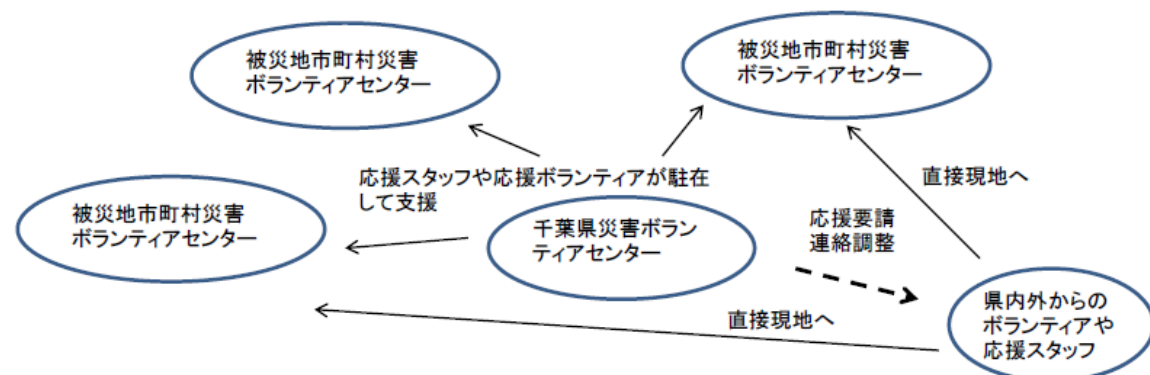 被災地市町村災害
ボランティアセンター
被災地市町村災害
ボランティアセンター
応援スタッフや応援ボランティアが駐在
して支援
直接現地へ
被災地市町村災害
ボランティアセンター
千葉県災害ボラン
ティアセンター
応援要請
連絡調整
直接現地へ
県内外からの
ボランティアや
応援スタッフ